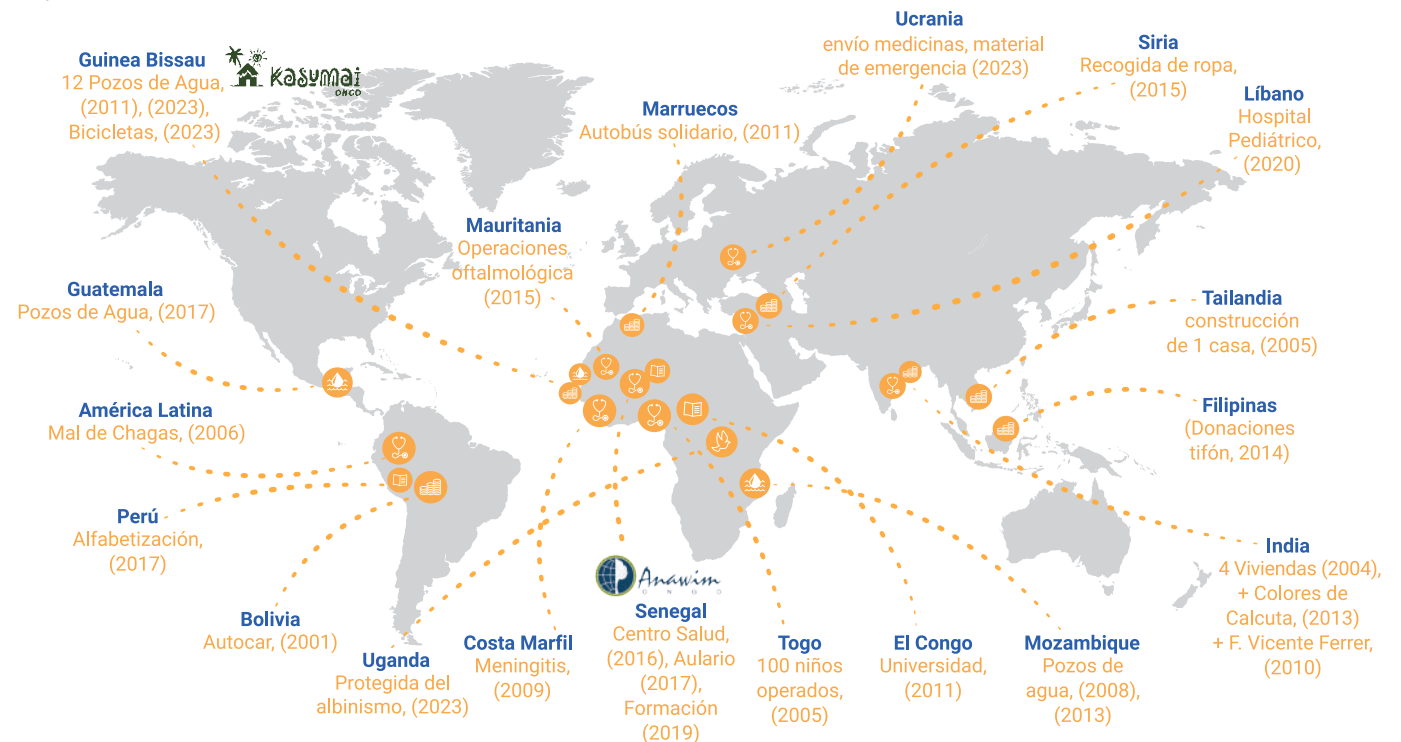 Guinea Bissau
12 Pozos de Agua,
(2011), (2023),
Bicicletas, (2023)
Kasumai
ONGD
Marruecos
Autobús solidario, (2011)
Ucrania
envío medicinas, material
de emergencia (2023)
Siria
Recogida de ropa,
(2015)
Líbano
Hospital
Pediátrico,
(2020)
Mauritania
Operaciones
oftalmológica
(2015)
Guatemala
Pozos de Agua, (2017)
América Latina
Mal de Chagas, (2006)
Perú
Alfabetización,
(2017)
Bolivia
Autocar, (2001)
Uganda
Protegida del
albinismo, (2023)
Costa Marfil
Meningitis,
(2009)
Anawim
ONGD
Senegal
Centro Salud,
(2016), Aulario
(2017),
Formación
(2019)
Togo
100 niños
operados,
(2005)
El Congo
Universidad,
(2011)
Mozambique
Pozos de
agua, (2008),
(2013)
Tailandia
construcción
de 1 casa, (2005)
Filipinas
(Donaciones
tifón, 2014)
India
4 Viviendas (2004),
+ Colores de
Calcuta, (2013)
+ F. Vicente Ferrer,
(2010)